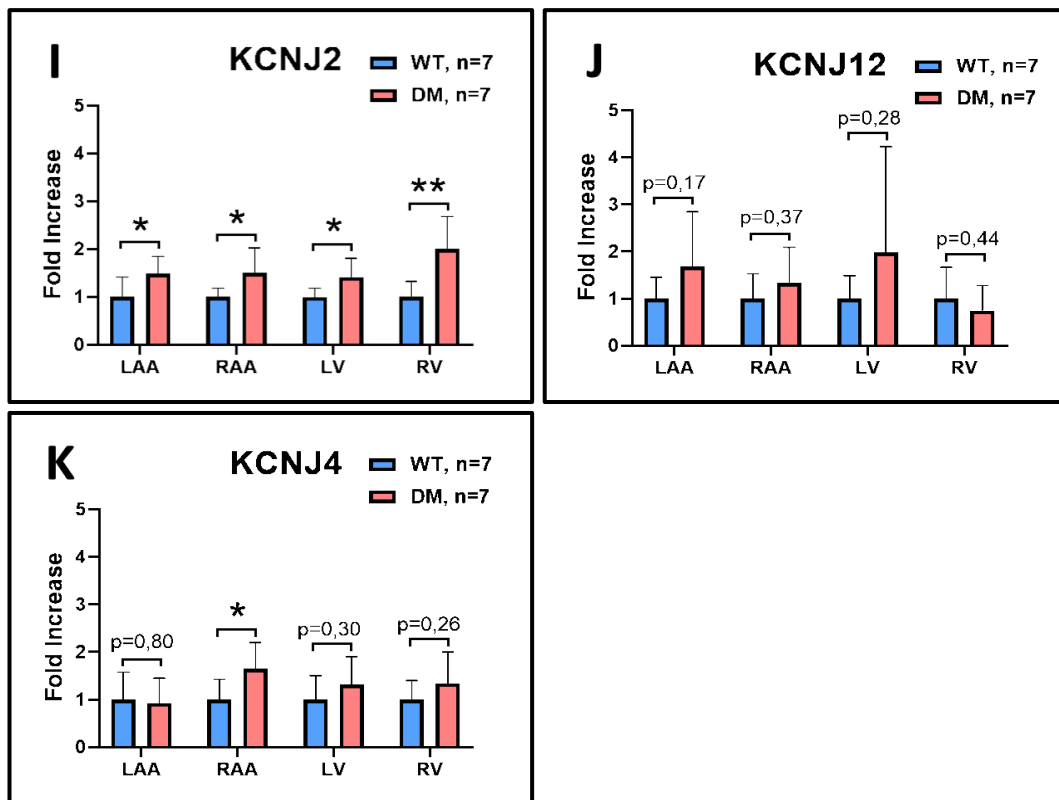 I
KCNJ2
WT, n=7
DM, n=7
Fold Increase
5
4
3
2
1
0
*
*
*
**
LAA
RAA
LV
RV
J
KCNJ12
WT, n=7
DM, n=7
Fold Increase
5
4
3
2
1
0
p=0,17
p=0,37
p=0,28
p=0,44
LAA
RAA
LV
RV
K
KCNJ4
WT, n=7
DM, n=7
Fold Increase
5
4
3
2
1
0
p=0,80
*
p=0,30
p=0,26
LAA
RAA
LV
RV